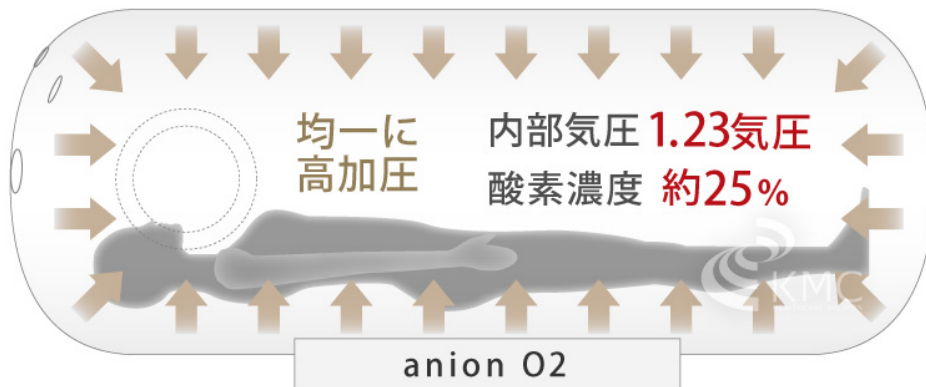 均一に
高加圧
内部気圧 1.23気圧
酸素濃度 約25%
KMC
anion O2